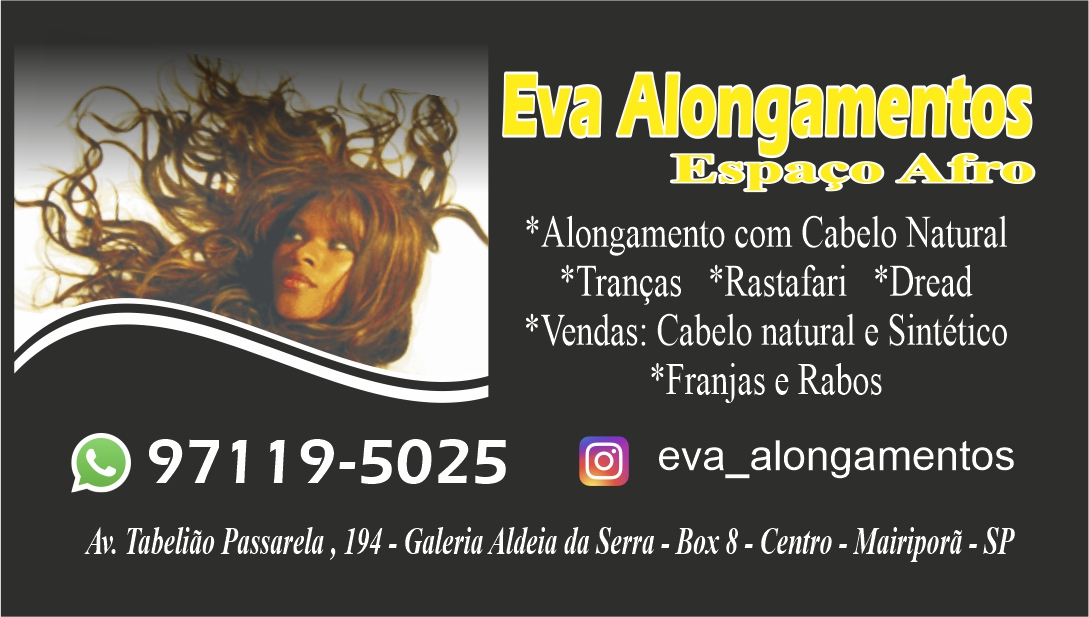 Eva Alongamentos
Espaço Afro
*Alongamento com Cabelo Natural
*Tranças *Rastafari *Dread
*Vendas: Cabelo natural e Sintético
*Franjas e Rabos
97119-5025
eva_alongamentos
Av. Tabelião Passarela , 194 - Galeria Aldeia da Serra - Box 8 - Centro - Mairiporã - SP